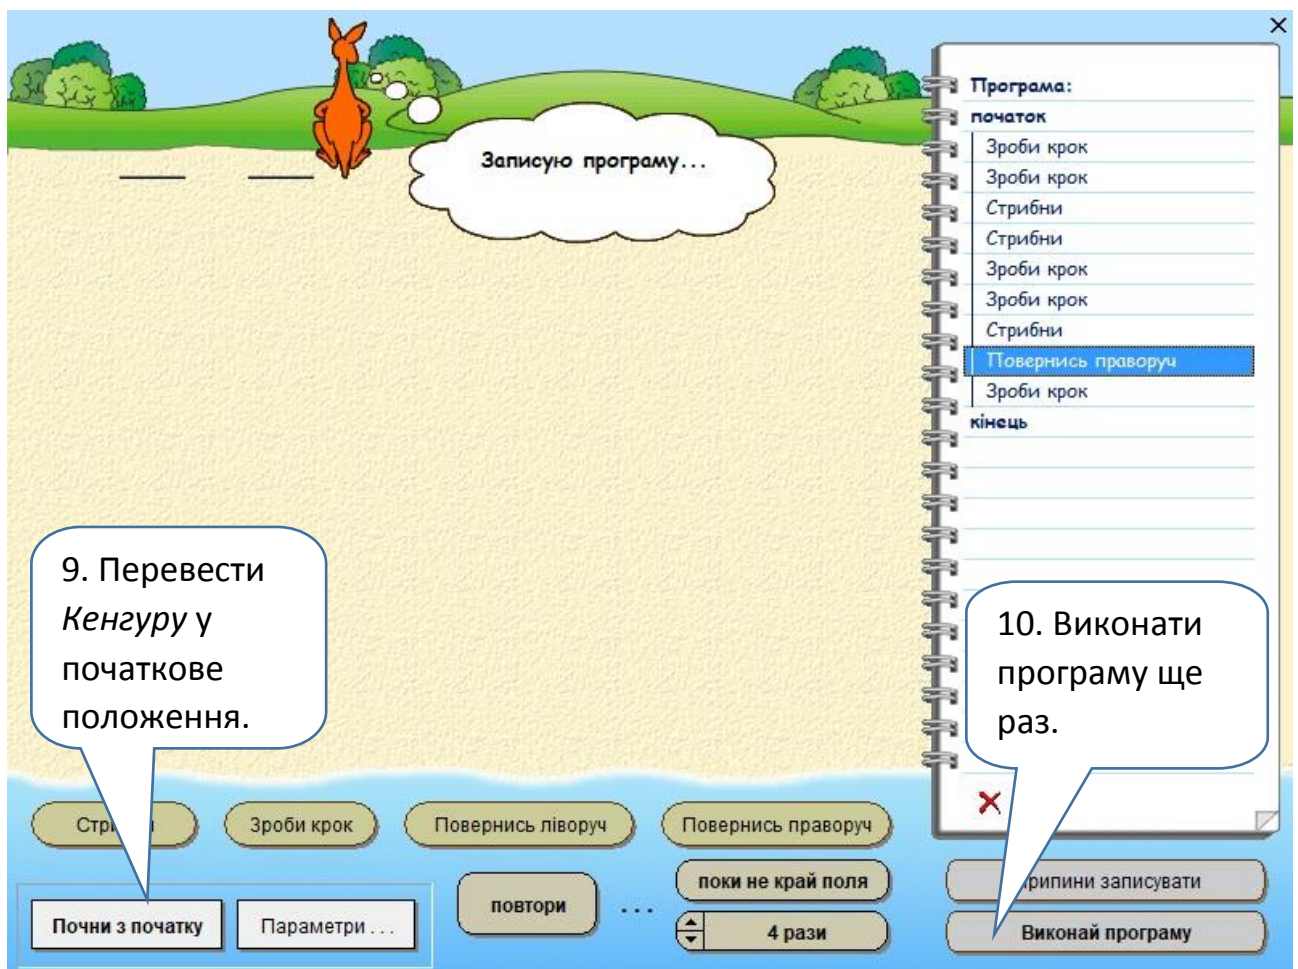 Записую програму...
Програма:
початок
Зроби крок
Зроби крок
Стрибни
Стрибни
Зроби крок
Зроби крок
Стрибни
Повернись праворуч
Зроби крок
кінець
9. Перевести
Кенгуру у
початкове
положення.
10. Виконати
програму ще
раз.
Зроби крок
Повернись ліворуч
Повернись праворуч
Почни з початку
Параметри . . .
повтори
. . .
поки не край поля
4 рази
записувати
Виконай програму